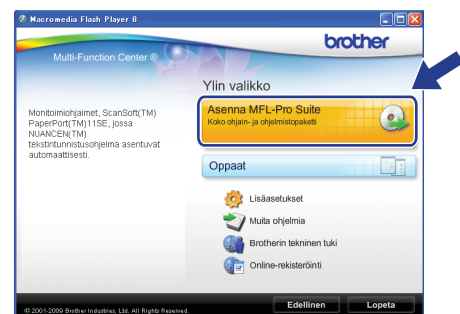 Macromedia Flash Player 8
brother
Multi-Function Center ®
Ylin valikko
Asenna MFL-Pro Suite
Koko ohjain- ja ohjelmistopaketti
Monitoimiohjaimet, ScanSoft(TM)
PaperPort(TM)11SE, jossa
NUANCEN(TM)
tekstintunnistusohjelma asentuvat
automaattisesti.
Oppaat
Lisäasetukset
Muita ohjelmia
Brotherin tekninen tuki
Online-rekisteröinti
Edellinen
Lopeta
© 2001-2009 Brother Industries, Ltd. All Rights Reserved.